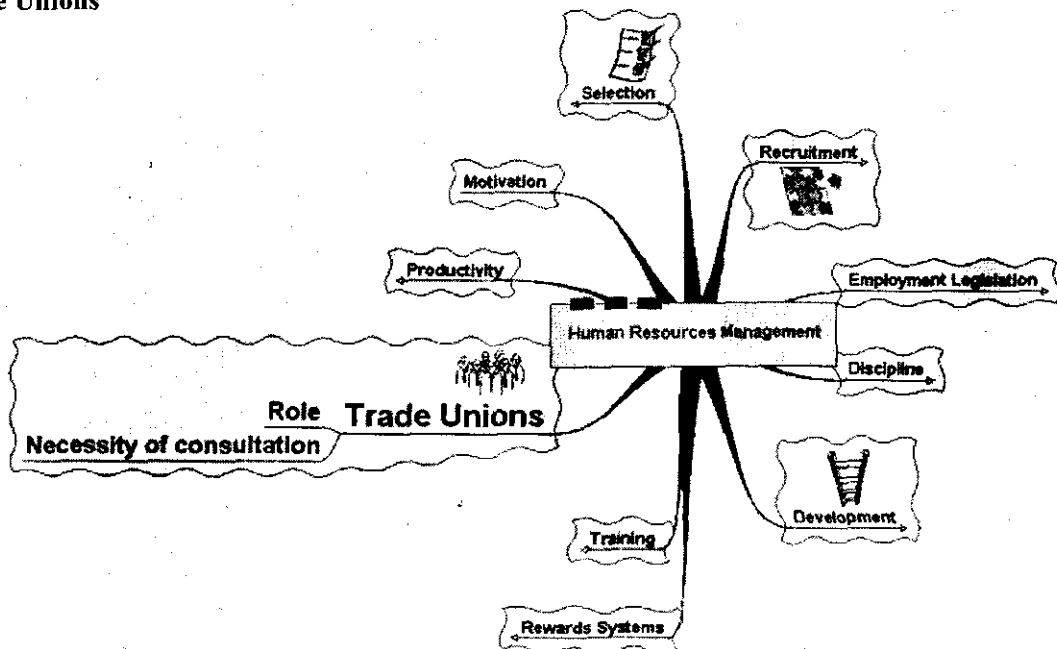 e Unions
Selection
Recruitment
Motivation
Productivity
Employment Legislation
Human Resources Management
Discipline
Role
Trade Unions
Necessity of consultation
Development
Training
Rewards Systems